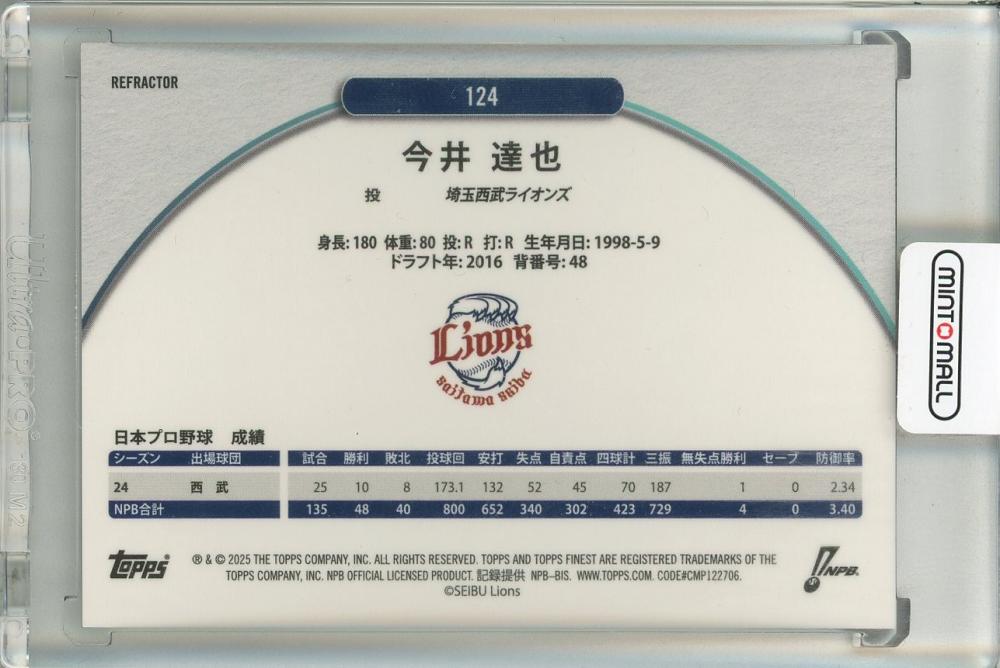 REFRACTOR
124
今井 達也
投 埼玉西武ライオンズ
身長: 180 体重: 80 投: R 打: R 生年月日: 1998-5-9
ドラフト年: 2016 背番号: 48
Lions
saitama seibu
日本プロ野球 成績
シーズン 出場球団 試合 勝利 敗北 投球回 安打 失点 自責点 四球計 三振 無失点勝利 セーブ 防御率
24 西 武 25 10 8 173.1 132 52 45 70 187 1 0 2.34
NPB合計 135 48 40 800 652 340 302 423 729 4 0 3.40
topps
® & © 2025 THE TOPPS COMPANY, INC. ALL RIGHTS RESERVED. TOPPS AND TOPPS FINEST ARE REGISTERED TRADEMARKS OF THE
TOPPS COMPANY, INC. NPB OFFICIAL LICENSED PRODUCT. 記録提供 NPB-BIS. WWW.TOPPS.COM. CODE#CMP122706.
©SEIBU Lions
NPB.
MINTOMALL
Ultra·PRO®
130 M.2